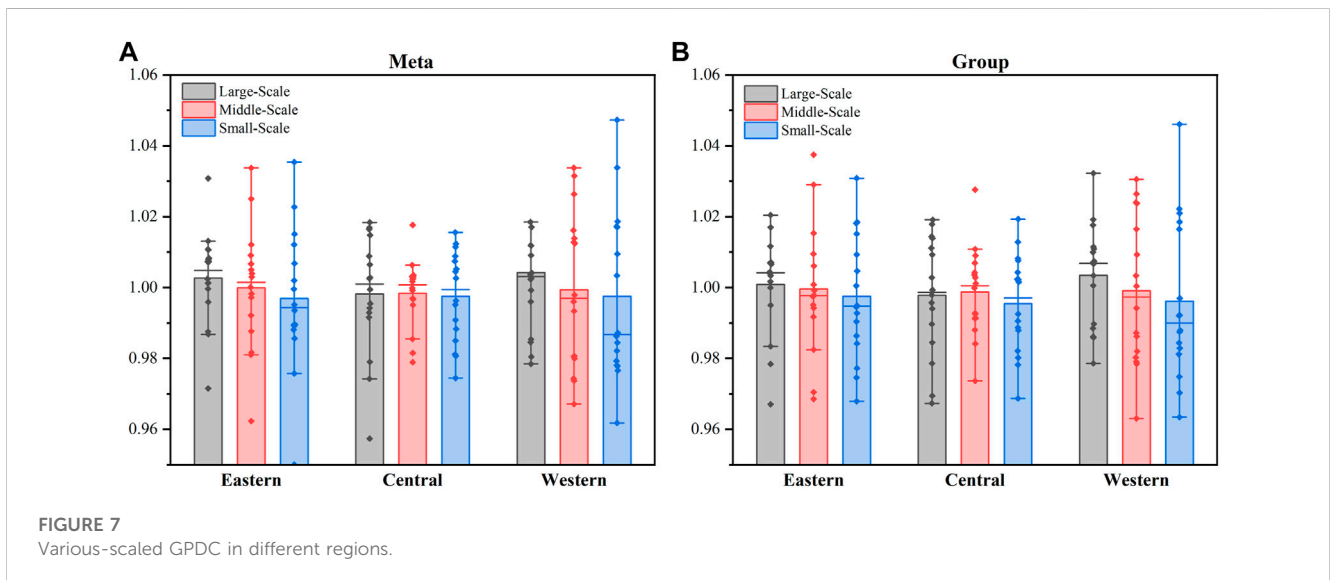 A
Meta
1.06
1.04
1.02
1.00
0.98
0.96
Large-Scale
Middle-Scale
Small-Scale
Eastern
Central
Western
B
Group
1.06
1.04
1.02
1.00
0.98
0.96
Large-Scale
Middle-Scale
Small-Scale
Eastern
Central
Western
FIGURE 7
Various-scaled GPDC in different regions.